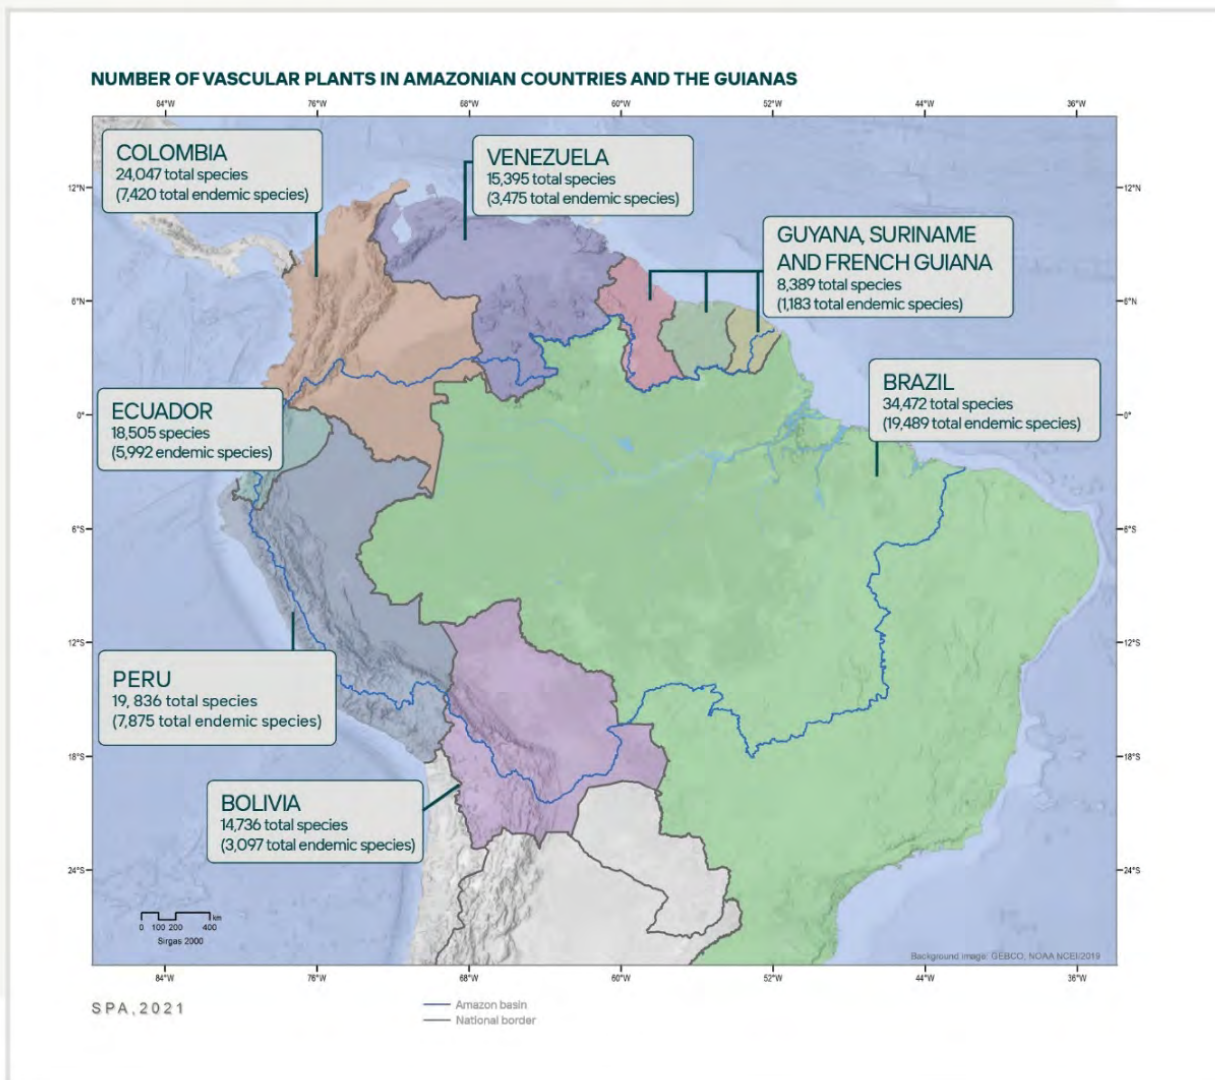 NUMBER OF VASCULAR PLANTS IN AMAZONIAN COUNTRIES AND THE GUIANAS
84°W 76°W 68°W 60°W 52°W 44°W 36°W
COLOMBIA
24,047 total species
(7,420 total endemic species)
VENEZUELA
15,395 total species
(3,475 total endemic species)
12°N 12°N
GUYANA, SURINAME
AND FRENCH GUIANA
8,389 total species
(1,183 total endemic species)
6°N 6°N
BRAZIL
34,472 total species
(19,489 total endemic species)
ECUADOR
18,505 species
(5,992 endemic species)
0° 0°
6°S 6°S
12°S 12°S
PERU
19, 836 total species
(7,875 total endemic species)
18°S 18°S
BOLIVIA
14,736 total species
(3,097 total endemic species)
24°S 24°S
km
0 100 200 400
Sirgas 2000
Background image: GEBCO, NOAA NCEI/2019
84°W 76°W 68°W 60°W 52°W 44°W 36°W
SPA,2021
Amazon basin
National border